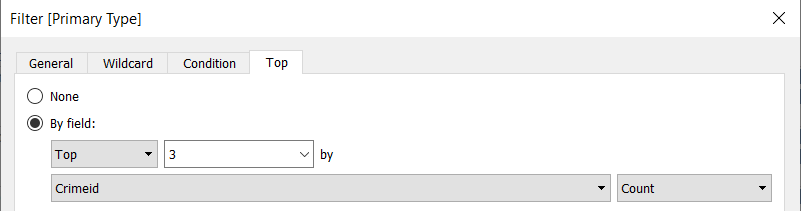 Filter [Primary Type]
General Wildcard Condition Top
None
By field:
Top 3 by
Crimeid Count